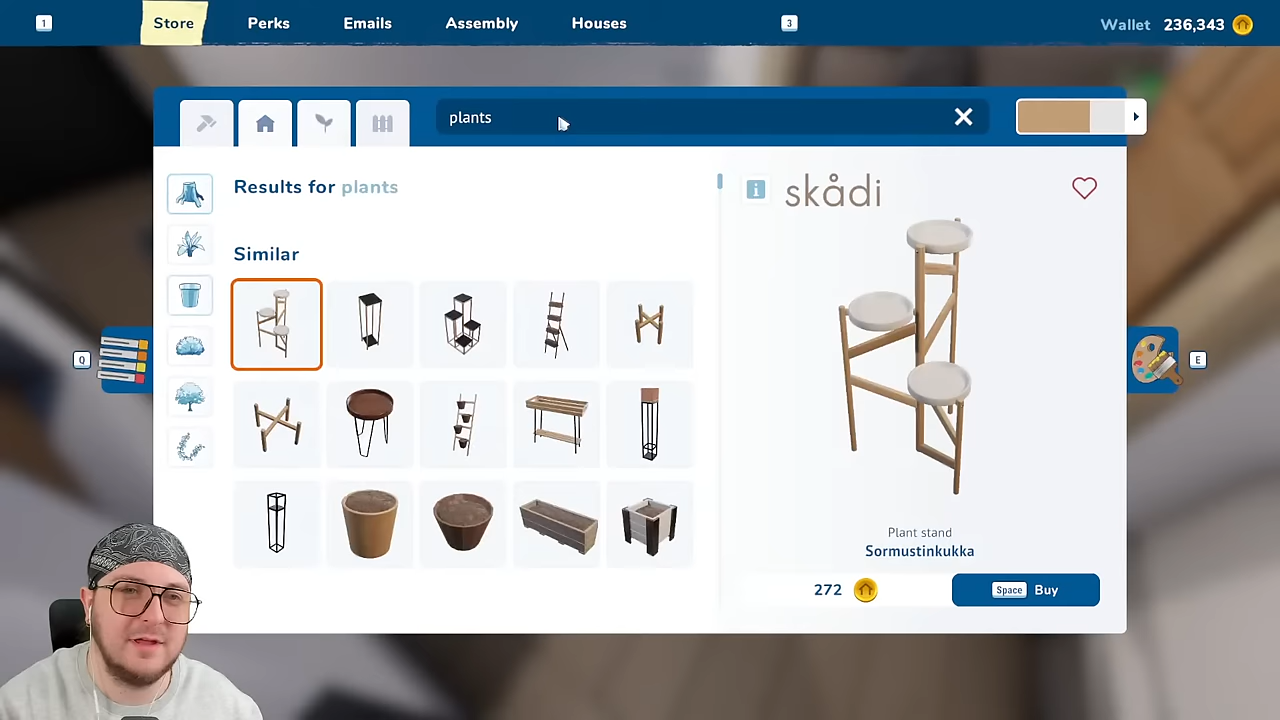 1
Store
Perks
Emails
Assembly
Houses
3
Wallet 236,343
plants
Results for plants
i
skådi
Similar
Q
E
Plant stand
Sormustinkukka
272
Space Buy